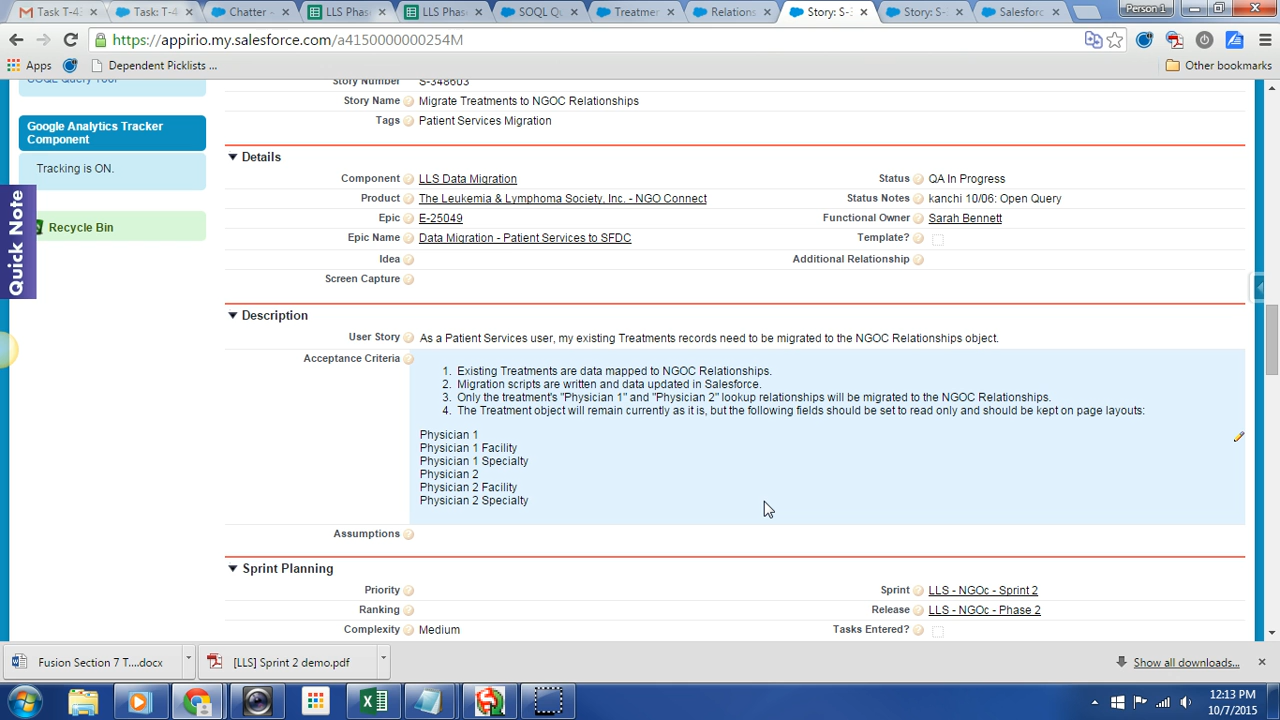 Task T-4
Task: T-4
Chatter -
LLS Phas
LLS Phas
SOQL Q
Treatmen
Relations
Story: S-
Story: S-
Salesforc
Person 1
https://appirio.my.salesforce.com/a4150000000254M
Apps
Dependent Picklists ...
Other bookmarks
SOQL Query Tool
Google Analytics Tracker
Component
Tracking is ON.
Recycle Bin
Quick Note
Story Number S-348603
Story Name Migrate Treatments to NGOC Relationships
Tags Patient Services Migration
Details
Component LLS Data Migration Status QA In Progress
Product The Leukemia & Lymphoma Society, Inc. - NGO Connect Status Notes kanchi 10/06: Open Query
Epic E-25049 Functional Owner Sarah Bennett
Epic Name Data Migration - Patient Services to SFDC Template?
Idea Additional Relationship
Screen Capture
Description
User Story As a Patient Services user, my existing Treatments records need to be migrated to the NGOC Relationships object.
Acceptance Criteria
1. Existing Treatments are data mapped to NGOC Relationships.
2. Migration scripts are written and data updated in Salesforce.
3. Only the treatment's "Physician 1" and "Physician 2" lookup relationships will be migrated to the NGOC Relationships.
4. The Treatment object will remain currently as it is, but the following fields should be set to read only and should be kept on page layouts:
Physician 1
Physician 1 Facility
Physician 1 Specialty
Physician 2
Physician 2 Facility
Physician 2 Specialty
Assumptions
Sprint Planning
Priority Sprint LLS - NGOc - Sprint 2
Ranking Release LLS - NGOc - Phase 2
Complexity Medium Tasks Entered?
Fusion Section 7 T....docx
[LLS] Sprint 2 demo.pdf
Show all downloads...
12:13 PM
10/7/2015